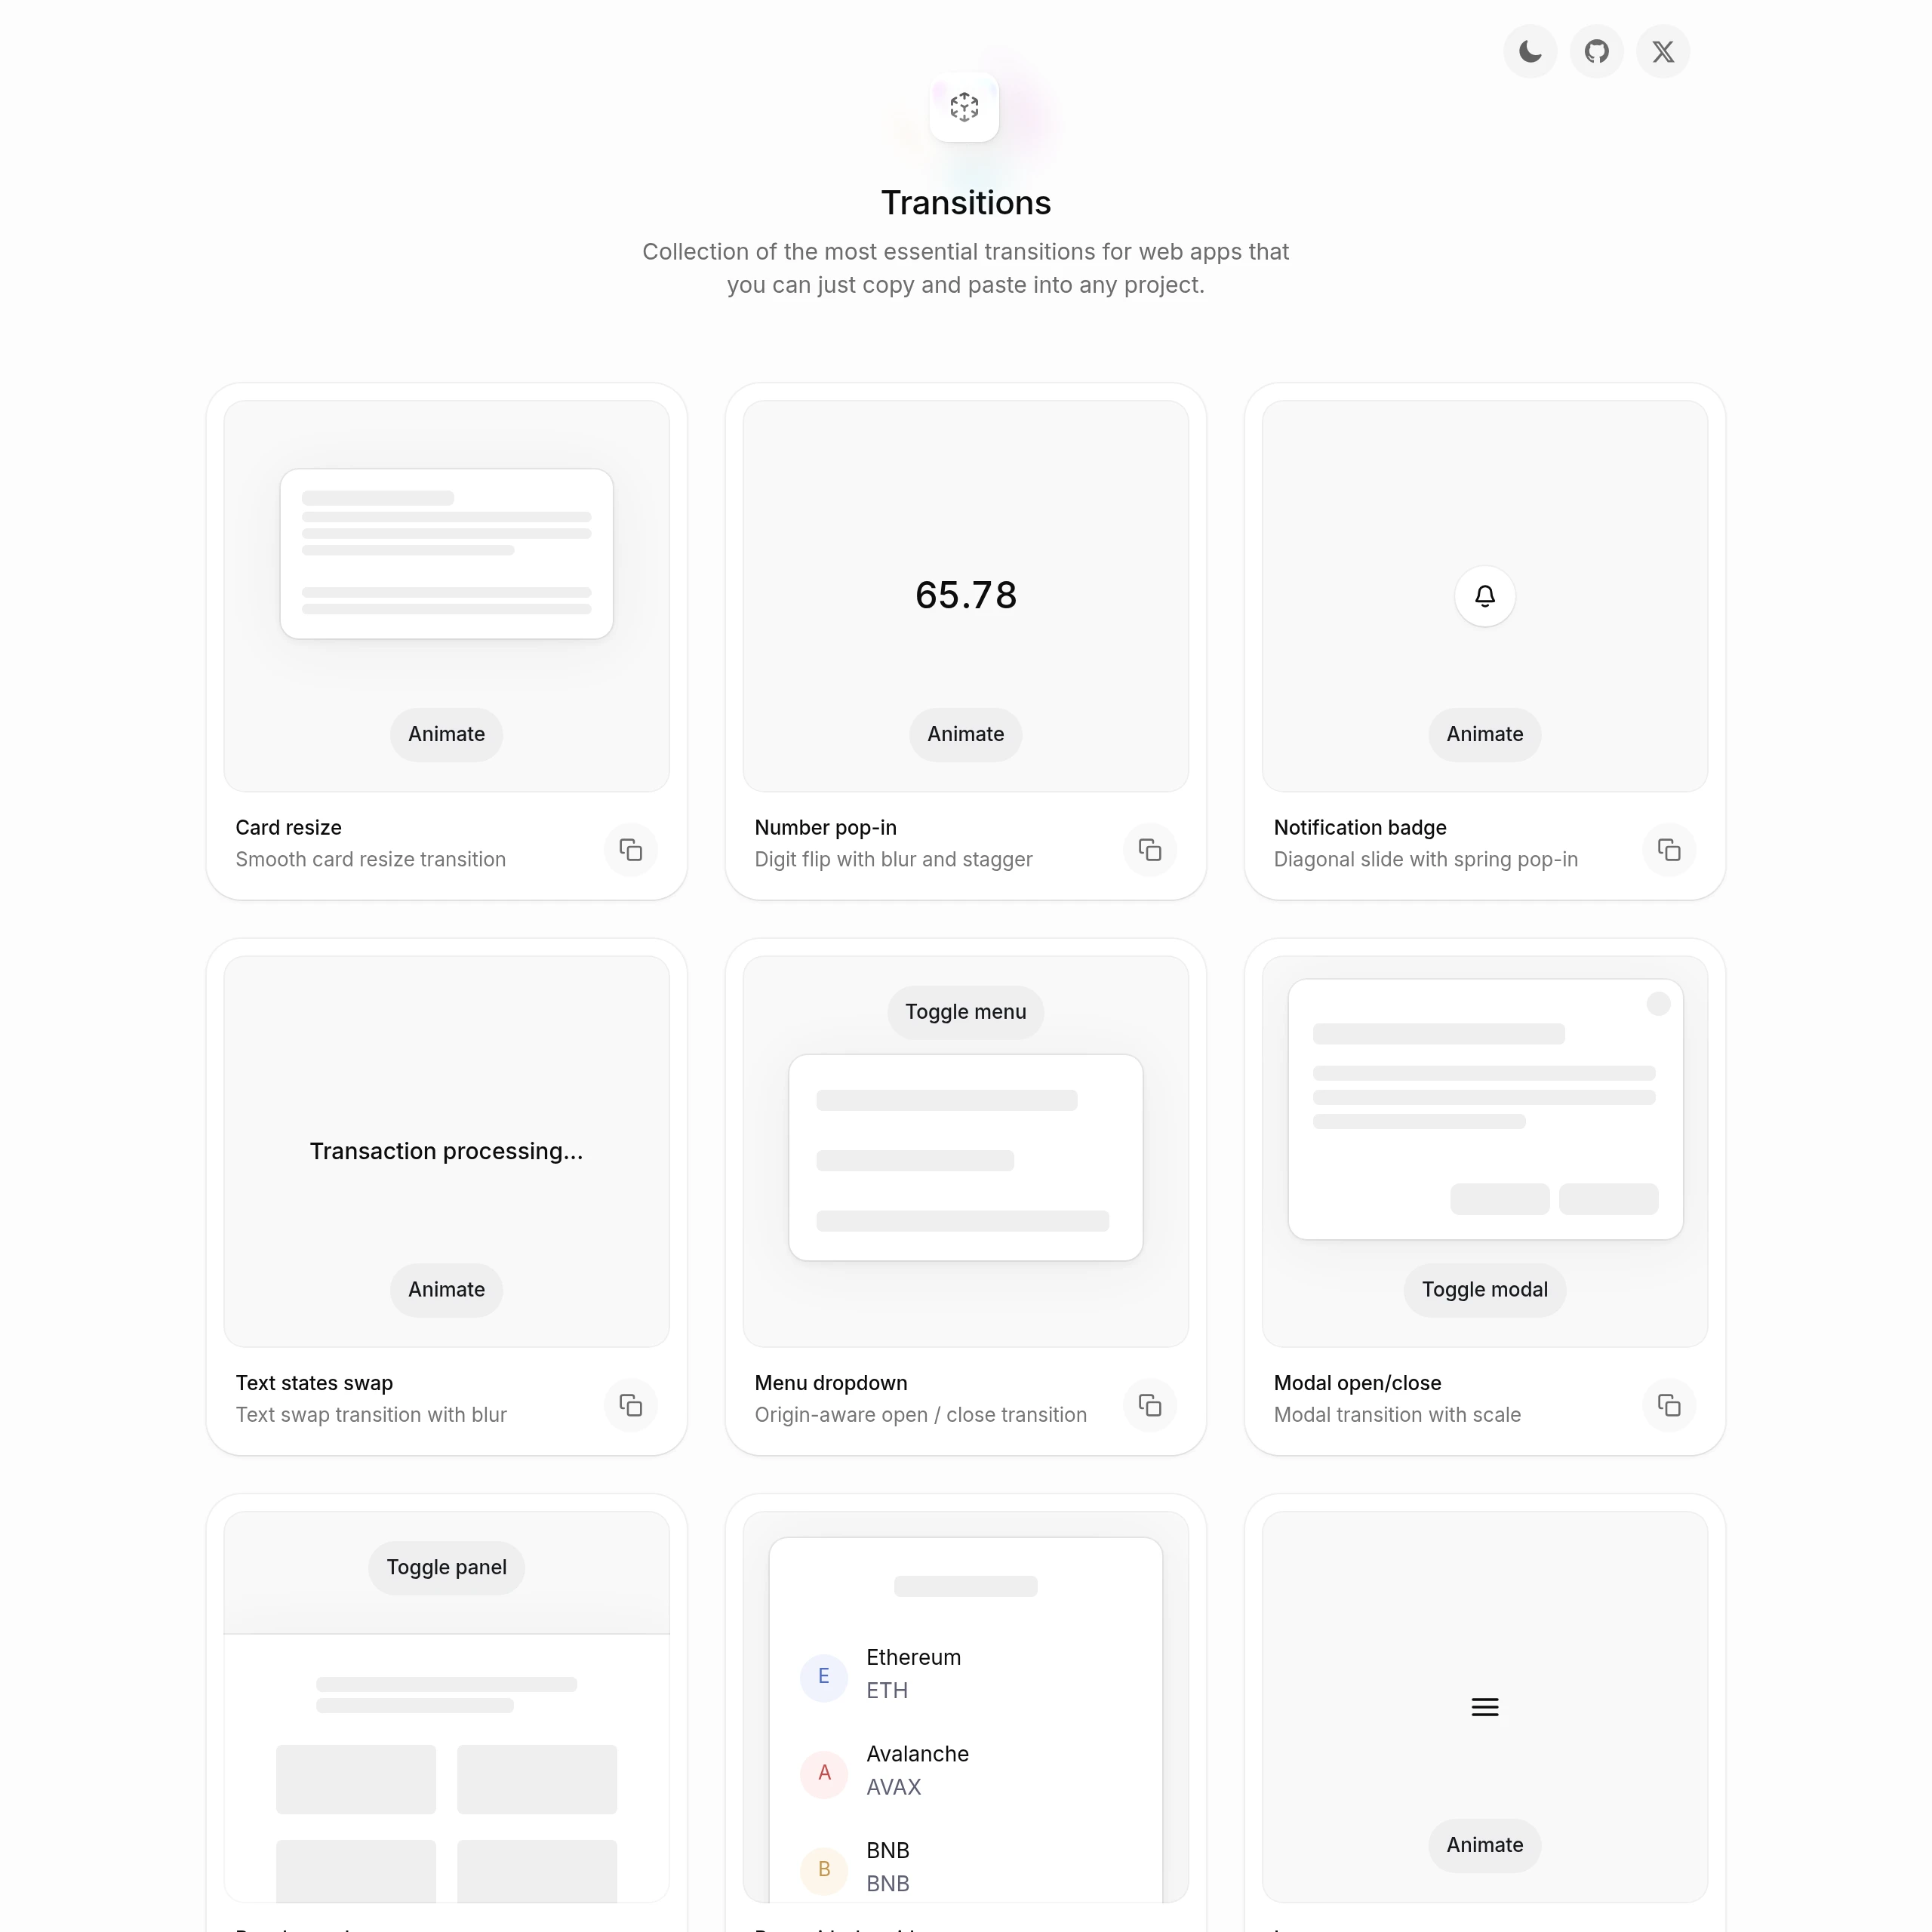 Transitions
Collection of the most essential transitions for web apps that
you can just copy and paste into any project.
Animate
Card resize
Smooth card resize transition
65.78
Animate
Number pop-in
Digit flip with blur and stagger
Animate
Notification badge
Diagonal slide with spring pop-in
Transaction processing...
Animate
Text states swap
Text swap transition with blur
Toggle menu
Menu dropdown
Origin-aware open / close transition
Toggle modal
Modal open/close
Modal transition with scale
Toggle panel
E
Ethereum
ETH
A
Avalanche
AVAX
B
BNB
BNB
Animate